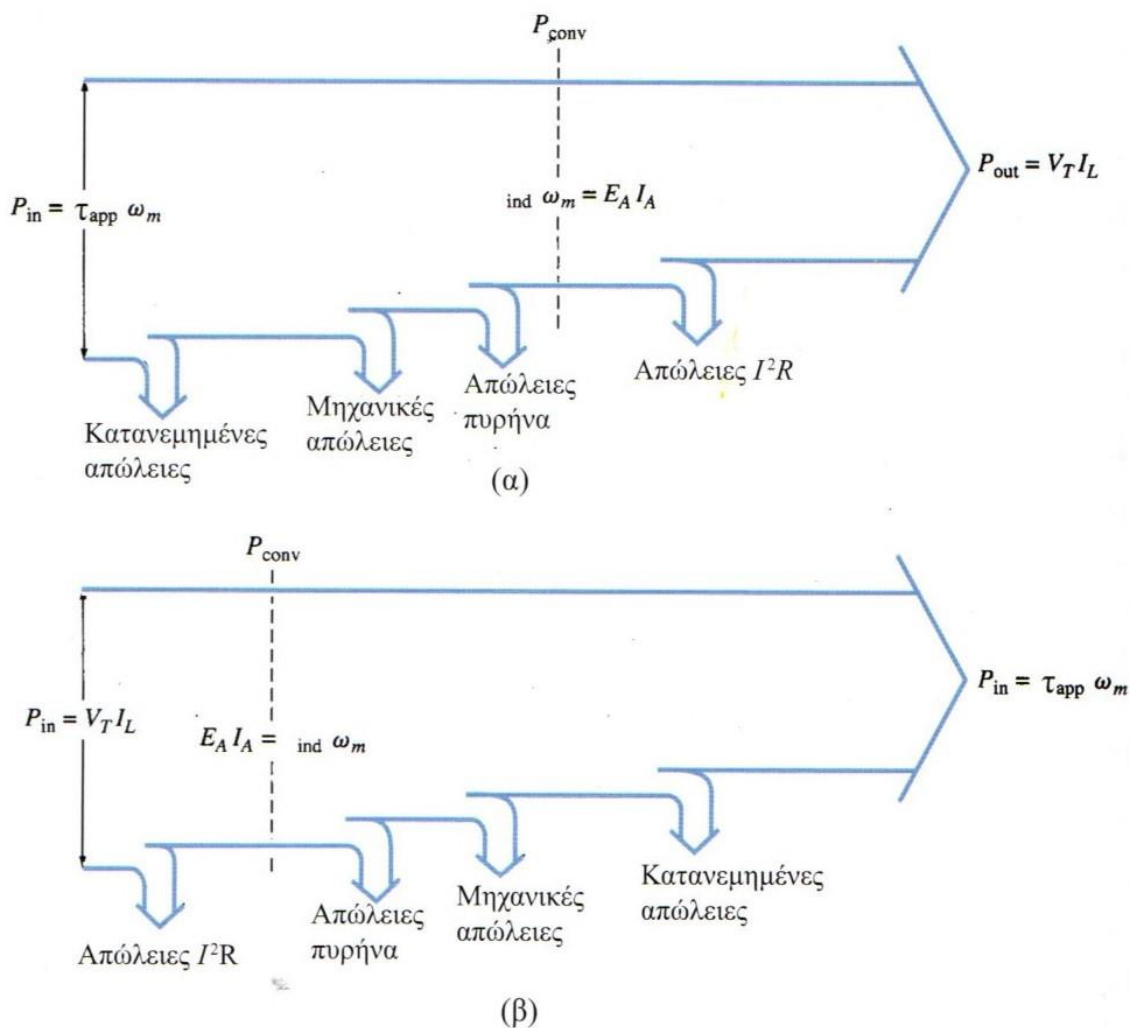 P_conv
P_in = τ_app ω_m
ind ω_m = E_A I_A
P_out = V_T I_L
Κατανεμημένες
απώλειες
Μηχανικές
απώλειες
Απώλειες
πυρήνα
Απώλειες I²R
(α)
P_conv
P_in = V_T I_L
E_A I_A = ind ω_m
P_in = τ_app ω_m
Απώλειες I²R
Απώλειες
πυρήνα
Μηχανικές
απώλειες
Κατανεμημένες
απώλειες
(β)